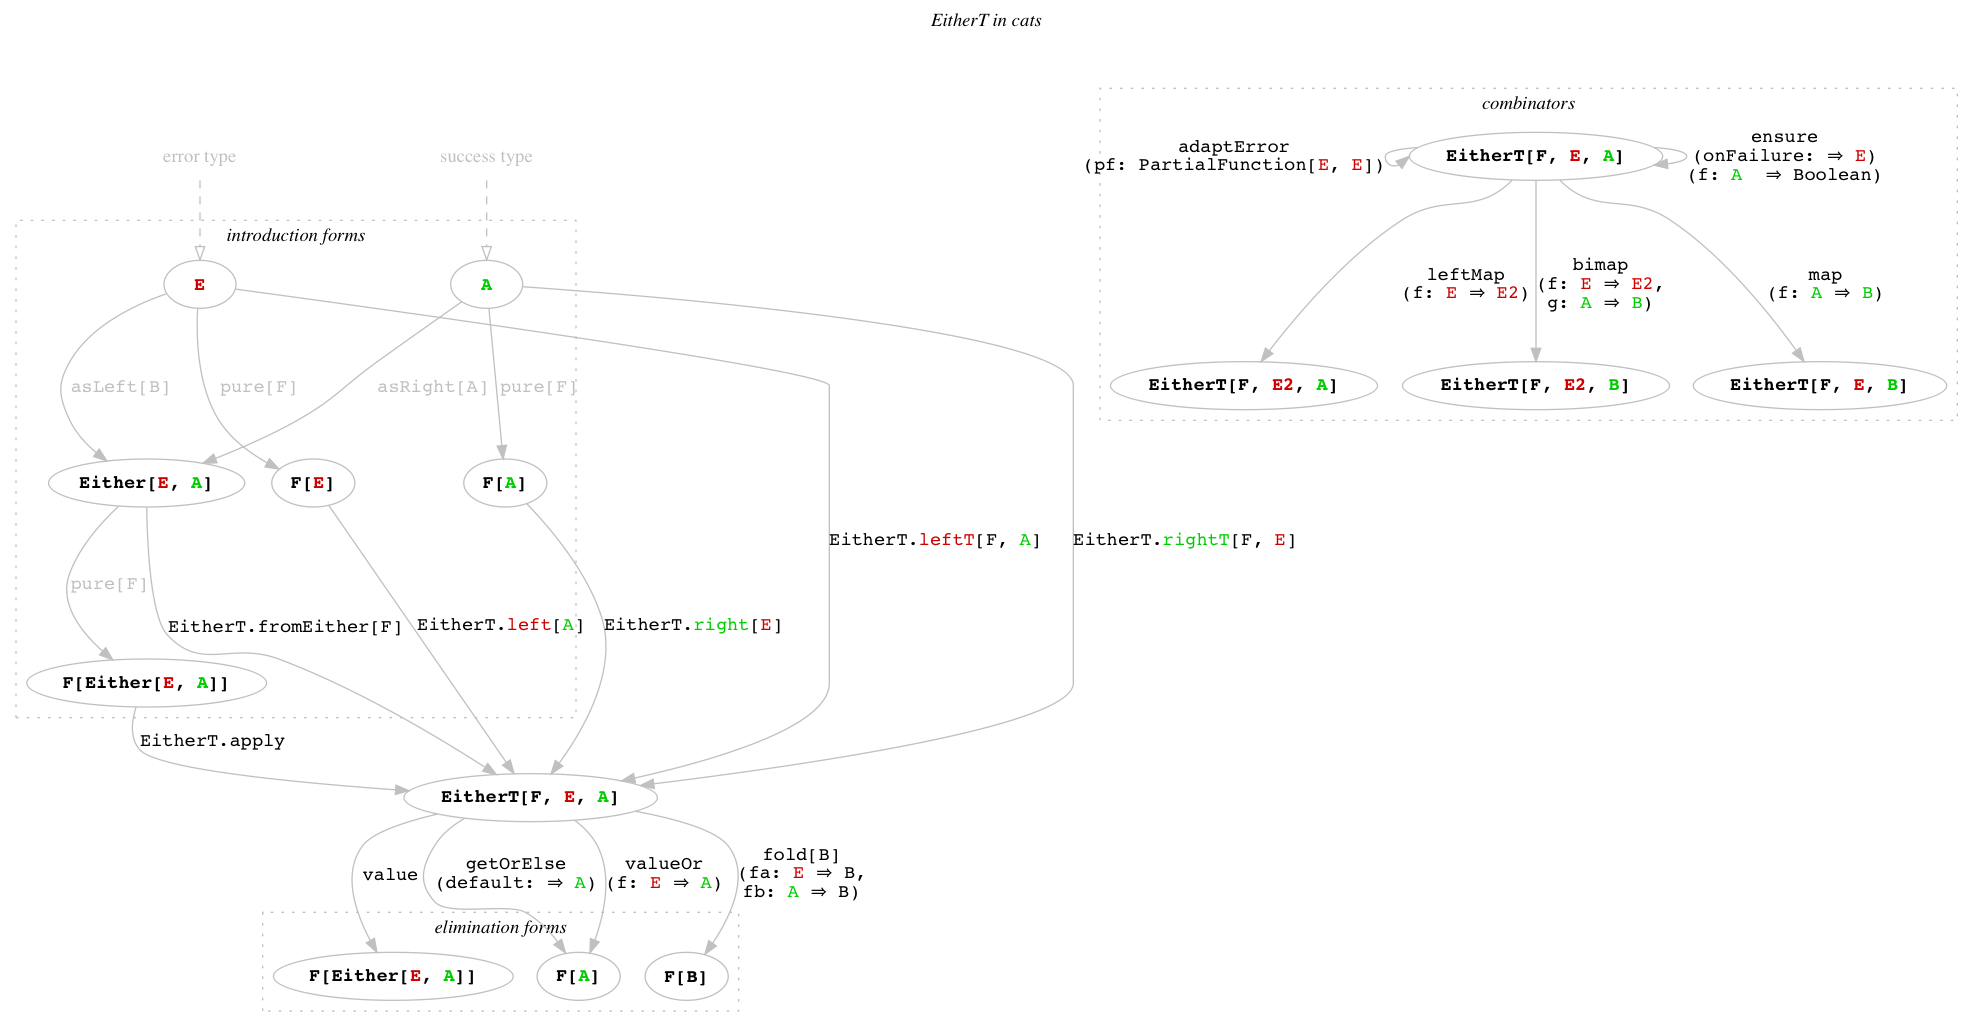 EitherT in cats
combinators
adaptError
(pf: PartialFunction[E, E])
EitherT[F, E, A]
ensure
(onFailure: ⇒ E)
(f: A  ⇒ Boolean)
leftMap
(f: E ⇒ E2)
bimap
(f: E ⇒ E2,
g: A ⇒ B)
map
(f: A ⇒ B)
EitherT[F, E2, A]
EitherT[F, E2, B]
EitherT[F, E, B]
error type
success type
introduction forms
E
A
asLeft[B]
pure[F]
asRight[A]
pure[F]
Either[E, A]
F[E]
F[A]
EitherT.leftT[F, A]
EitherT.rightT[F, E]
pure[F]
EitherT.fromEither[F]
EitherT.left[A]
EitherT.right[E]
F[Either[E, A]]
EitherT.apply
EitherT[F, E, A]
value
getOrElse
(default: ⇒ A)
valueOr
(f: E ⇒ A)
fold[B]
(fa: E ⇒ B,
fb: A ⇒ B)
elimination forms
F[Either[E, A]]
F[A]
F[B]